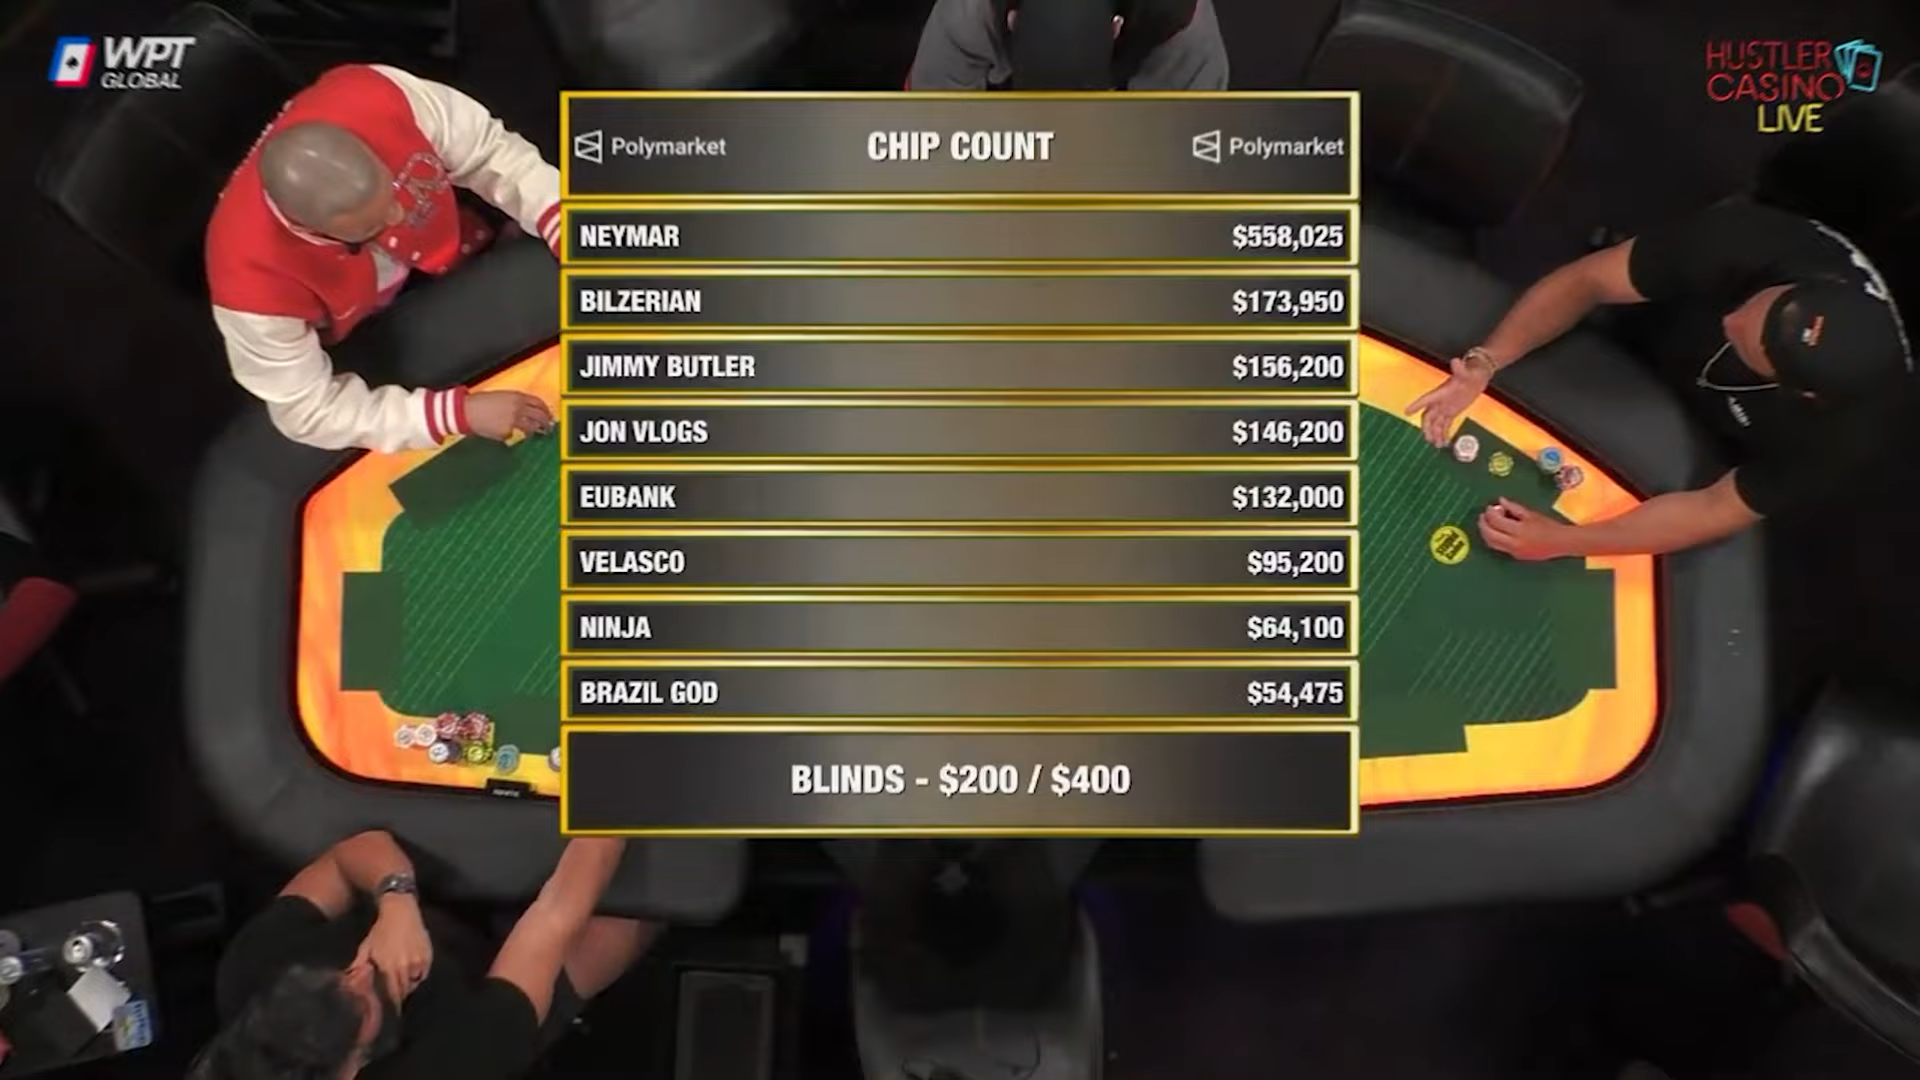 WPT
GLOBAL
HUSTLER
CASINO
LIVE
Polymarket CHIP COUNT Polymarket
NEYMAR $558,025
BILZERIAN $173,950
JIMMY BUTLER $156,200
JON VLOGS $146,200
EUBANK $132,000
VELASCO $95,200
NINJA $64,100
BRAZIL GOD $54,475
BLINDS - $200 / $400